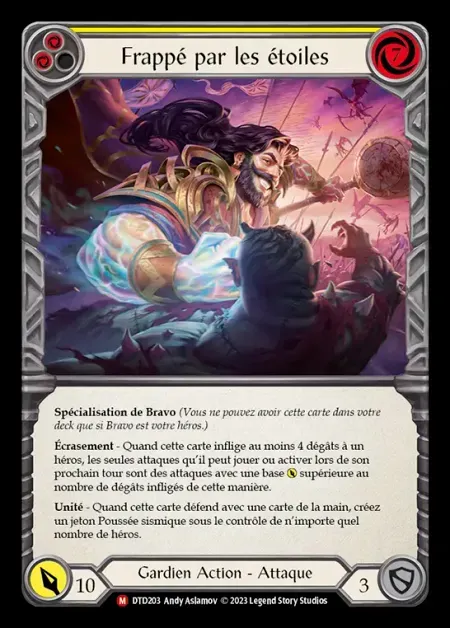 Frappé par les étoiles
7
Spécialisation de Bravo (Vous ne pouvez avoir cette carte dans votre
deck que si Bravo est votre héros.)
Écrasement - Quand cette carte inflige au moins 4 dégâts à un
héros, les seules attaques qu'il peut jouer ou activer lors de son
prochain tour sont des attaques avec une base supérieure au
nombre de dégâts infligés de cette manière.
Unité - Quand cette carte défend avec une carte de la main, créez
un jeton Poussée sismique sous le contrôle de n'importe quel
nombre de héros.
10
Gardien Action - Attaque
3
M DTD203 Andy Aslamov © 2023 Legend Story Studios